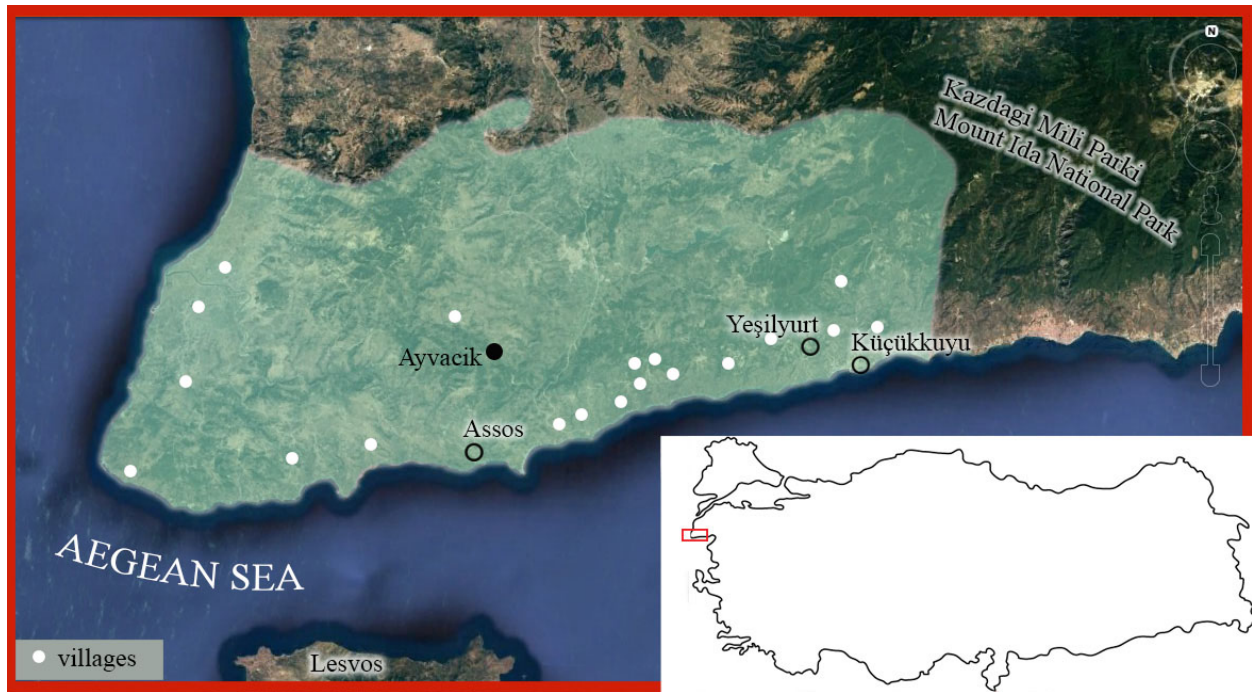 N
Kazdagi Mili Parki
Mount Ida National Park
Yeşilyurt
Küçükkuyu
Ayvacik
Assos
AEGEAN SEA
Lesvos
villages